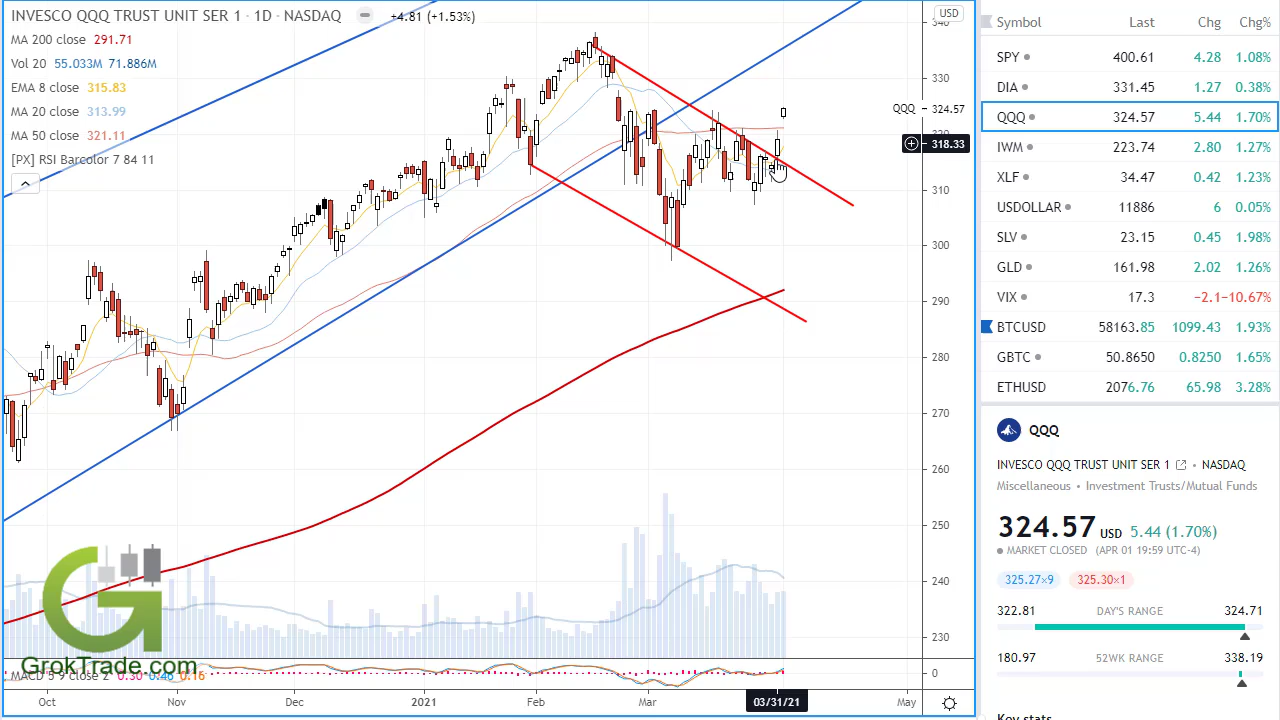 INVESCO QQQ TRUST UNIT SER 1 · 1D · NASDAQ +4.81 (+1.53%)
MA 200 close 291.71
Vol 20 55.033M 71.886M
EMA 8 close 315.83
MA 20 close 313.99
MA 50 close 321.11
[PX] RSI Barcolor 7 84 11
USD
340
330
QQQ 324.57
320
318.33
310
300
290
280
270
260
250
240
230
GrokTrade.com
MACD 5 9 close 2 0.30 0.46 0.16
0
Oct Nov Dec 2021 Feb Mar 03/31/21 May
Symbol Last Chg Chg%
SPY 400.61 4.28 1.08%
DIA 331.45 1.27 0.38%
QQQ 324.57 5.44 1.70%
IWM 223.74 2.80 1.27%
XLF 34.47 0.42 1.23%
USDOLLAR 11886 6 0.05%
SLV 23.15 0.45 1.98%
GLD 161.98 2.02 1.26%
VIX 17.3 −2.1 −10.67%
BTCUSD 58163.85 1099.43 1.93%
GBTC 50.8650 0.8250 1.65%
ETHUSD 2076.76 65.98 3.28%
QQQ
INVESCO QQQ TRUST UNIT SER 1 • NASDAQ
Miscellaneous • Investment Trusts/Mutual Funds
324.57 USD 5.44 (1.70%)
MARKET CLOSED (APR 01 19:59 UTC-4)
325.27×9 325.30×1
322.81 DAY'S RANGE 324.71
180.97 52WK RANGE 338.19
Key stats